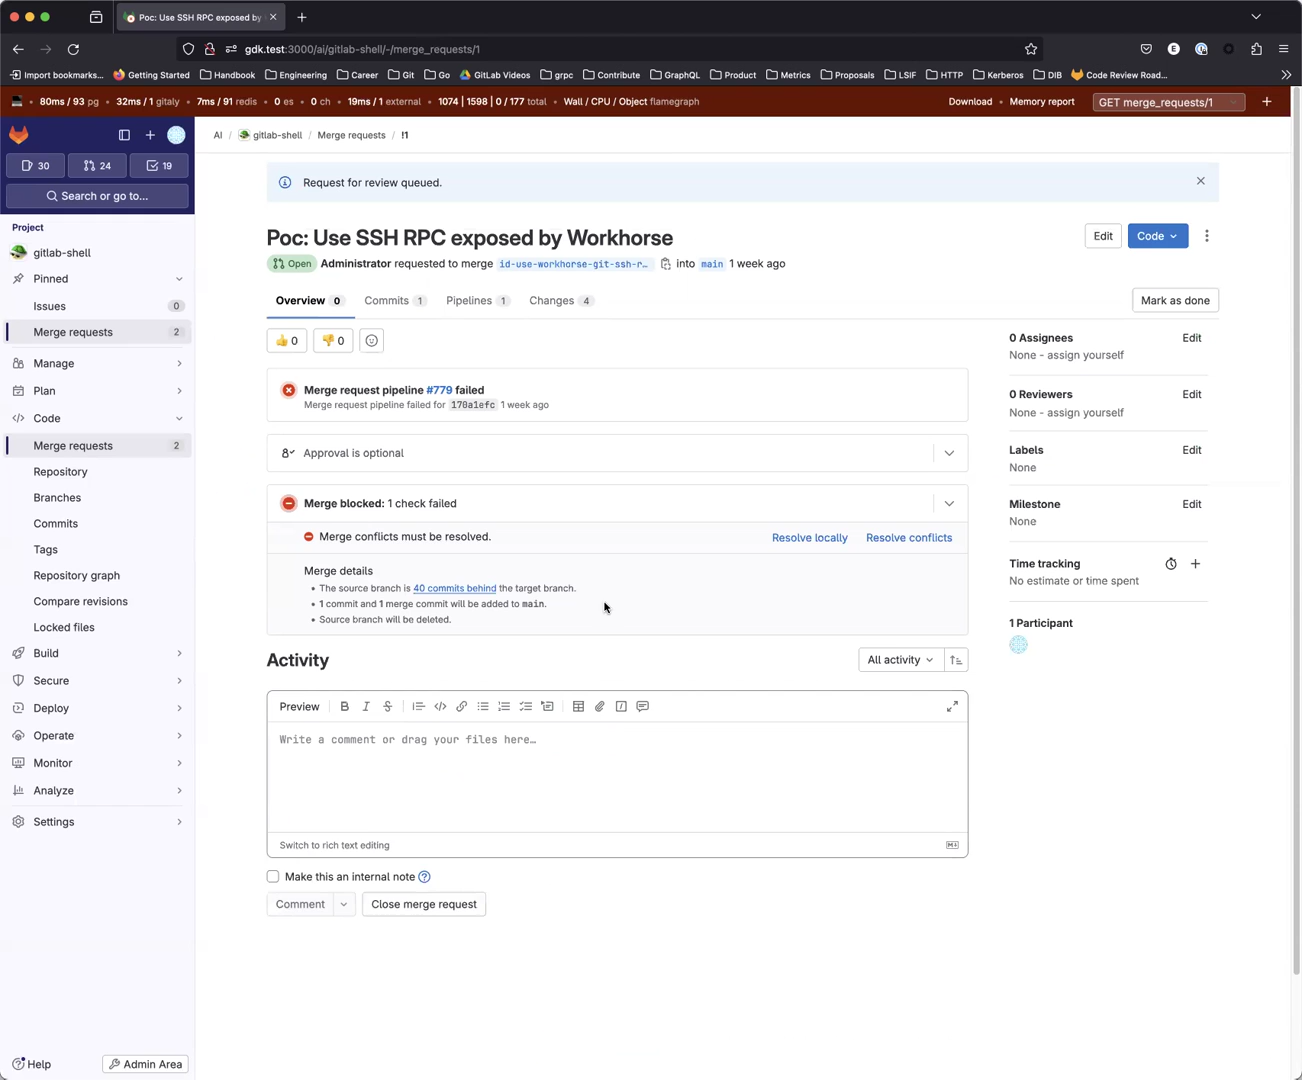 Poc: Use SSH RPC exposed by
gdk.test:3000/ai/gitlab-shell/-/merge_requests/1
Import bookmarks... Getting Started Handbook Engineering Career Git Go GitLab Videos grpc Contribute GraphQL Product Metrics Proposals LSIF HTTP Kerberos DIB Code Review Road...
80ms / 93 pg 32ms / 1 gitaly 7ms / 91 redis 0 es 0 ch 19ms / 1 external 1074 | 1598 | 0 / 177 total Wall / CPU / Object flamegraph Download Memory report GET merge_requests/1
AI / gitlab-shell / Merge requests / !1
30 24 19
Search or go to...
Project
gitlab-shell
Pinned
Issues 0
Merge requests 2
Manage
Plan
Code
Merge requests 2
Repository
Branches
Commits
Tags
Repository graph
Compare revisions
Locked files
Build
Secure
Deploy
Operate
Monitor
Analyze
Settings
Help Admin Area
Request for review queued.
Poc: Use SSH RPC exposed by Workhorse
Edit Code
Open Administrator requested to merge id-use-workhorse-git-ssh-r… into main 1 week ago
Overview 0 Commits 1 Pipelines 1 Changes 4
Mark as done
👍 0 👎 0
Merge request pipeline #779 failed
Merge request pipeline failed for 170a1efc 1 week ago
Approval is optional
Merge blocked: 1 check failed
Merge conflicts must be resolved. Resolve locally Resolve conflicts
Merge details
• The source branch is 40 commits behind the target branch.
• 1 commit and 1 merge commit will be added to main.
• Source branch will be deleted.
Activity
All activity
Preview
Write a comment or drag your files here…
Switch to rich text editing
Make this an internal note
Comment Close merge request
0 Assignees Edit
None - assign yourself
0 Reviewers Edit
None - assign yourself
Labels Edit
None
Milestone Edit
None
Time tracking
No estimate or time spent
1 Participant